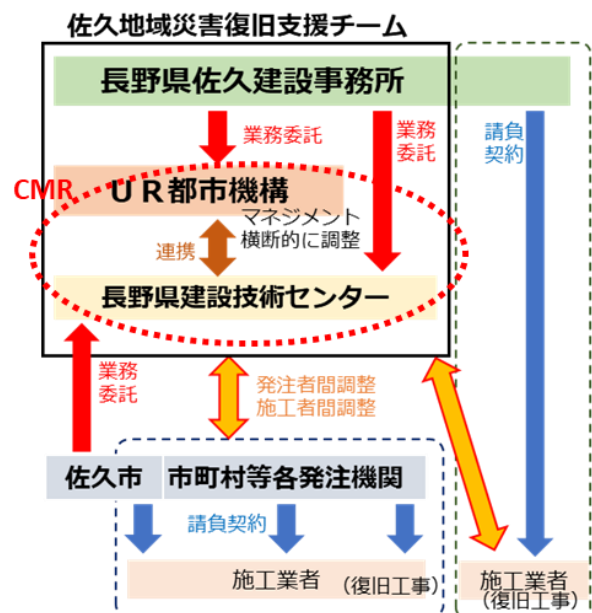 佐久地域災害復旧支援チーム
長野県佐久建設事務所
業務委託
業務
委託
請負
契約
CMR
UR都市機構
マネジメント
横断的に調整
連携
長野県建設技術センター
業務
委託
発注者間調整
施工者間調整
佐久市
市町村等各発注機関
請負契約
施工業者 (復旧工事)
施工業者
(復旧工事)